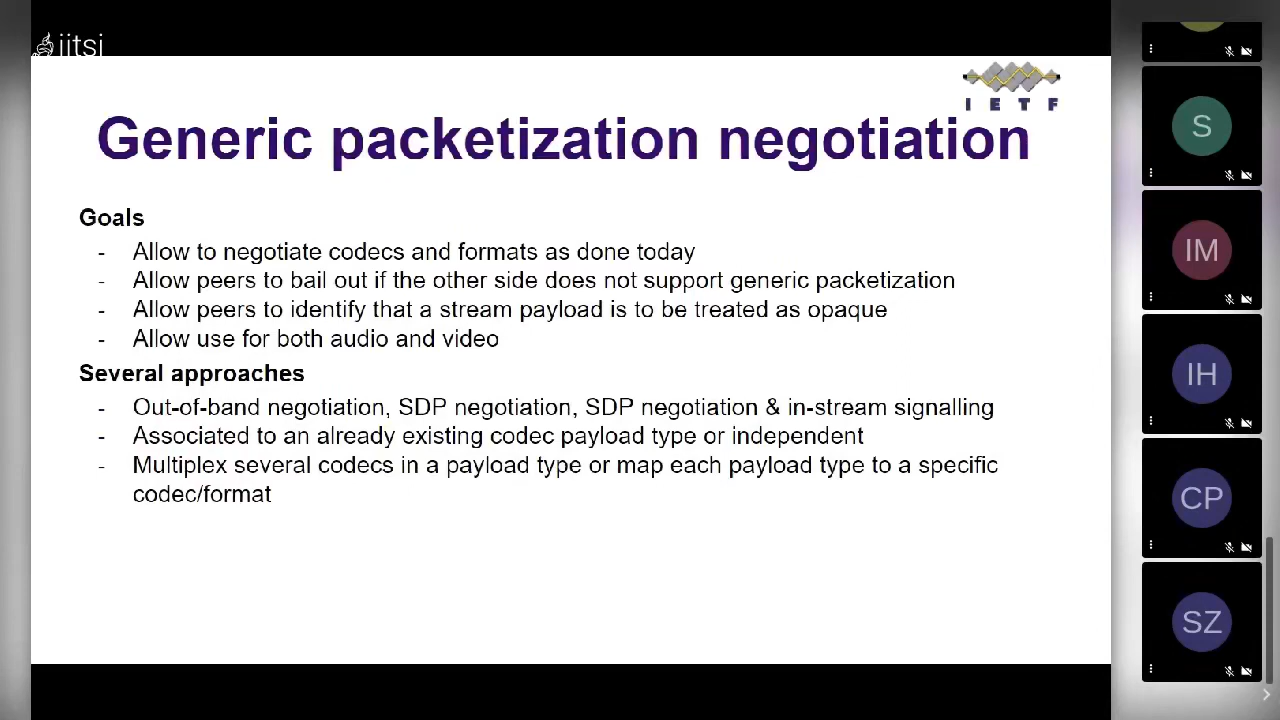 jitsi
IETF
Generic packetization negotiation
Goals
- Allow to negotiate codecs and formats as done today
- Allow peers to bail out if the other side does not support generic packetization
- Allow peers to identify that a stream payload is to be treated as opaque
- Allow use for both audio and video
Several approaches
- Out-of-band negotiation, SDP negotiation, SDP negotiation & in-stream signalling
- Associated to an already existing codec payload type or independent
- Multiplex several codecs in a payload type or map each payload type to a specific
codec/format
S
IM
IH
CP
SZ